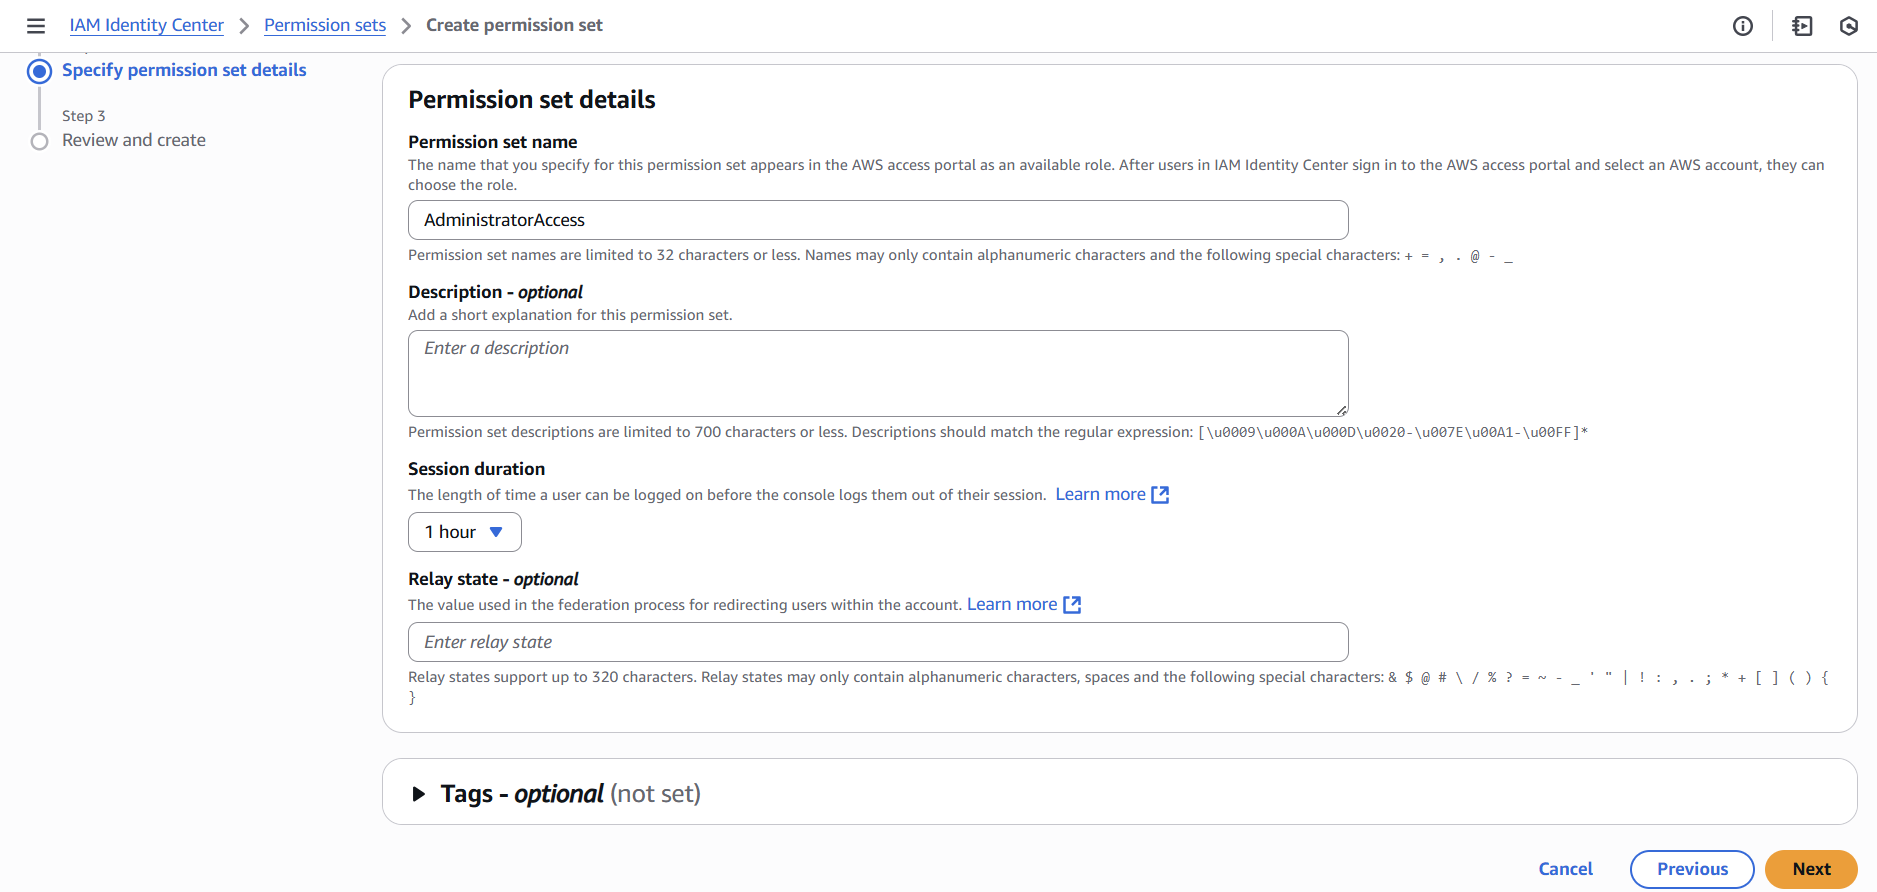 IAM Identity Center > Permission sets > Create permission set
Specify permission set details
Step 3
Review and create
Permission set details
Permission set name
The name that you specify for this permission set appears in the AWS access portal as an available role. After users in IAM Identity Center sign in to the AWS access portal and select an AWS account, they can
choose the role.
AdministratorAccess
Permission set names are limited to 32 characters or less. Names may only contain alphanumeric characters and the following special characters: + = , . @ - _
Description - optional
Add a short explanation for this permission set.
Enter a description
Permission set descriptions are limited to 700 characters or less. Descriptions should match the regular expression: [\u0009\u000A\u000D\u0020-\u007E\u00A1-\u00FF]*
Session duration
The length of time a user can be logged on before the console logs them out of their session. Learn more
1 hour
Relay state - optional
The value used in the federation process for redirecting users within the account. Learn more
Enter relay state
Relay states support up to 320 characters. Relay states may only contain alphanumeric characters, spaces and the following special characters: & $ @ # \ / % ? = ~ - _ ' " | ! : , . ; * + [ ] ( ) {
}
Tags - optional (not set)
Cancel
Previous
Next